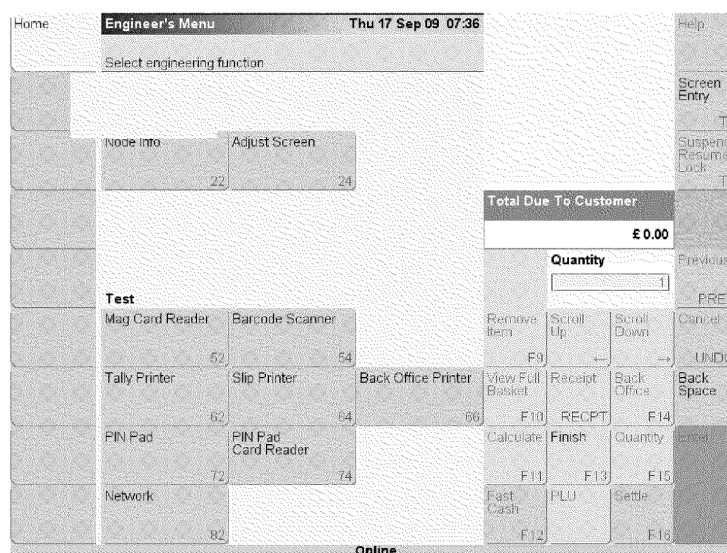 Home
Engineer's Menu
Thu 17 Sep 09 07:36
Help
Select engineering function
Screen
Entry
T
Suspend
Resume
Lock
T
Node Info
22
Adjust Screen
24
Total Due To Customer
£ 0.00
Quantity
1
Previous
PRE
Test
Mag Card Reader
52
Barcode Scanner
54
Remove
Item
F9
Scroll
Up
←
Scroll
Down
→
Cancel
UNDO
Tally Printer
62
Slip Printer
64
Back Office Printer
66
View Full
Basket
F10
Receipt
RECPT
Back
Office
F14
Back
Space
PIN Pad
72
PIN Pad
Card Reader
74
Calculate
F11
Finish
F13
Quantity
F15
Enter
Network
82
Fast
Cash
F12
PLU
Settle
F16
Online